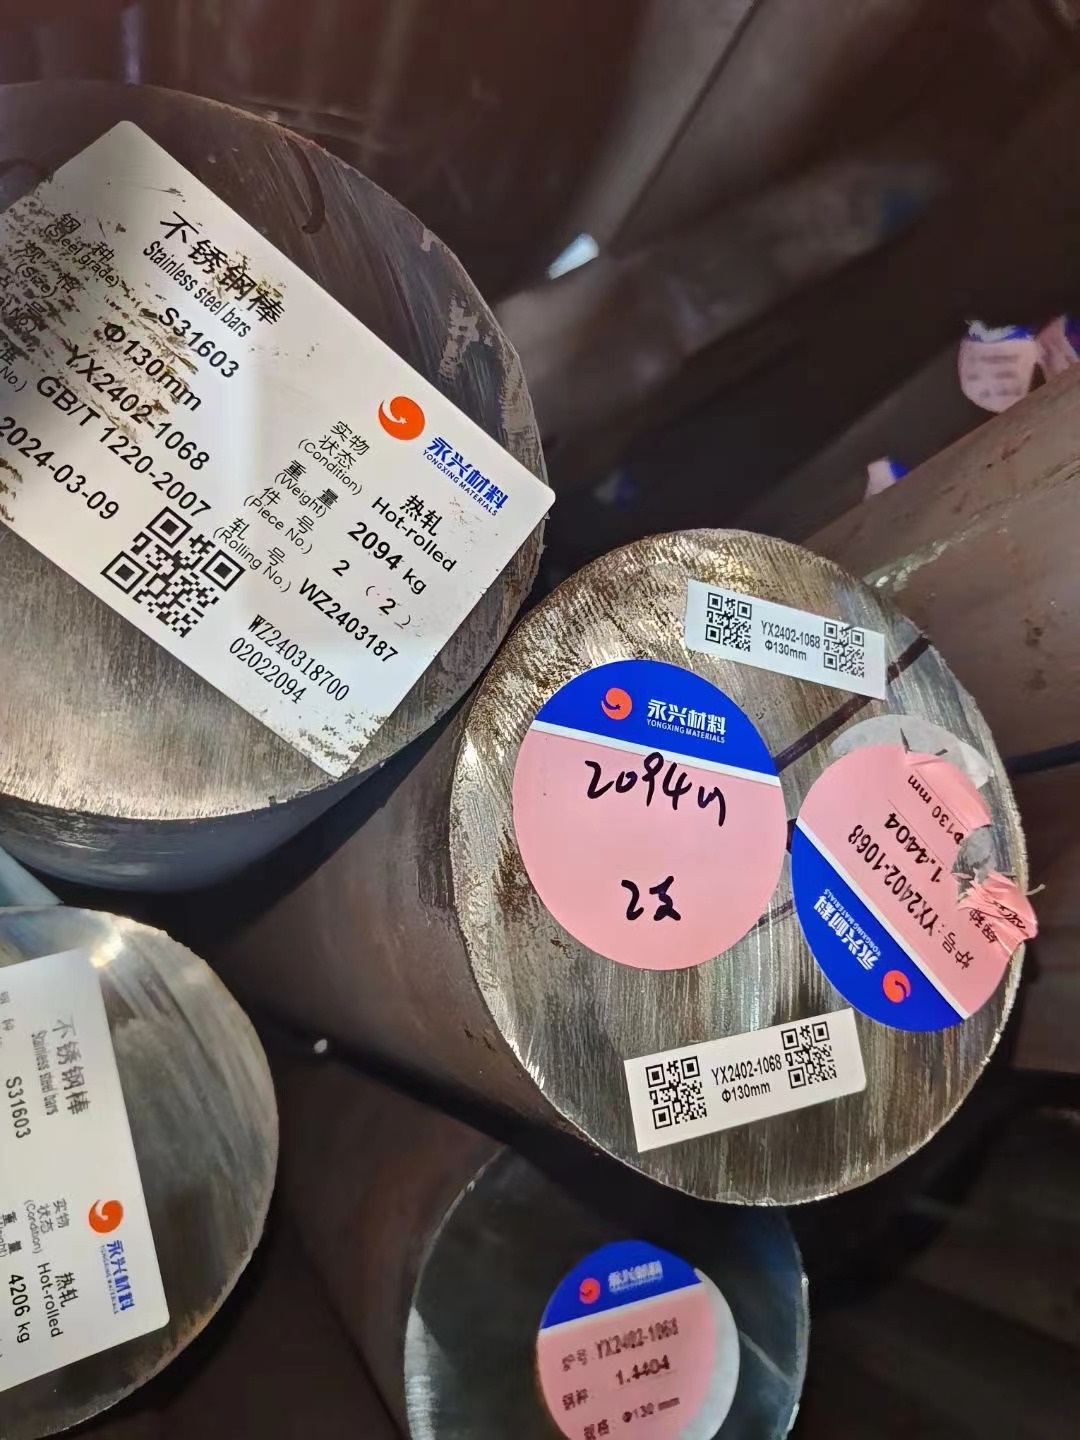 不锈钢棒
Stainless steel bars
钢 种
(Steel grade)
S31603
规 格
(Size)
Φ130mm
号
YX2402-1068
准
No.)
GB/T 1220-2007
2024-03-09
永兴材料
YONGXING MATERIALS
实物
状态
(Condition)
热轧
Hot-rolled
重 量
(Weight)
2094 kg
件 号
(Piece No.)
2 (2)
轧 号
(Rolling No.)
WZ2403187
WZ240318700
02022094
YX2402-1068
Φ130mm
永兴材料
YONGXING MATERIALS
2094
2支
永兴材料
YONGXING MATERIALS
炉号:YX2402-1068
钢种
1.4404
Φ130 mm
YX2402-1068
Φ130mm
不锈钢棒
Stainless steel bars
钢 种
S31603
永兴材料
YONGXING MATERIALS
实物
状态
(Condition)
热轧
Hot-rolled
重 量
4206 kg
永兴材料
炉号:YX2402-1068
钢种: 1.4404
规格: Φ130 mm